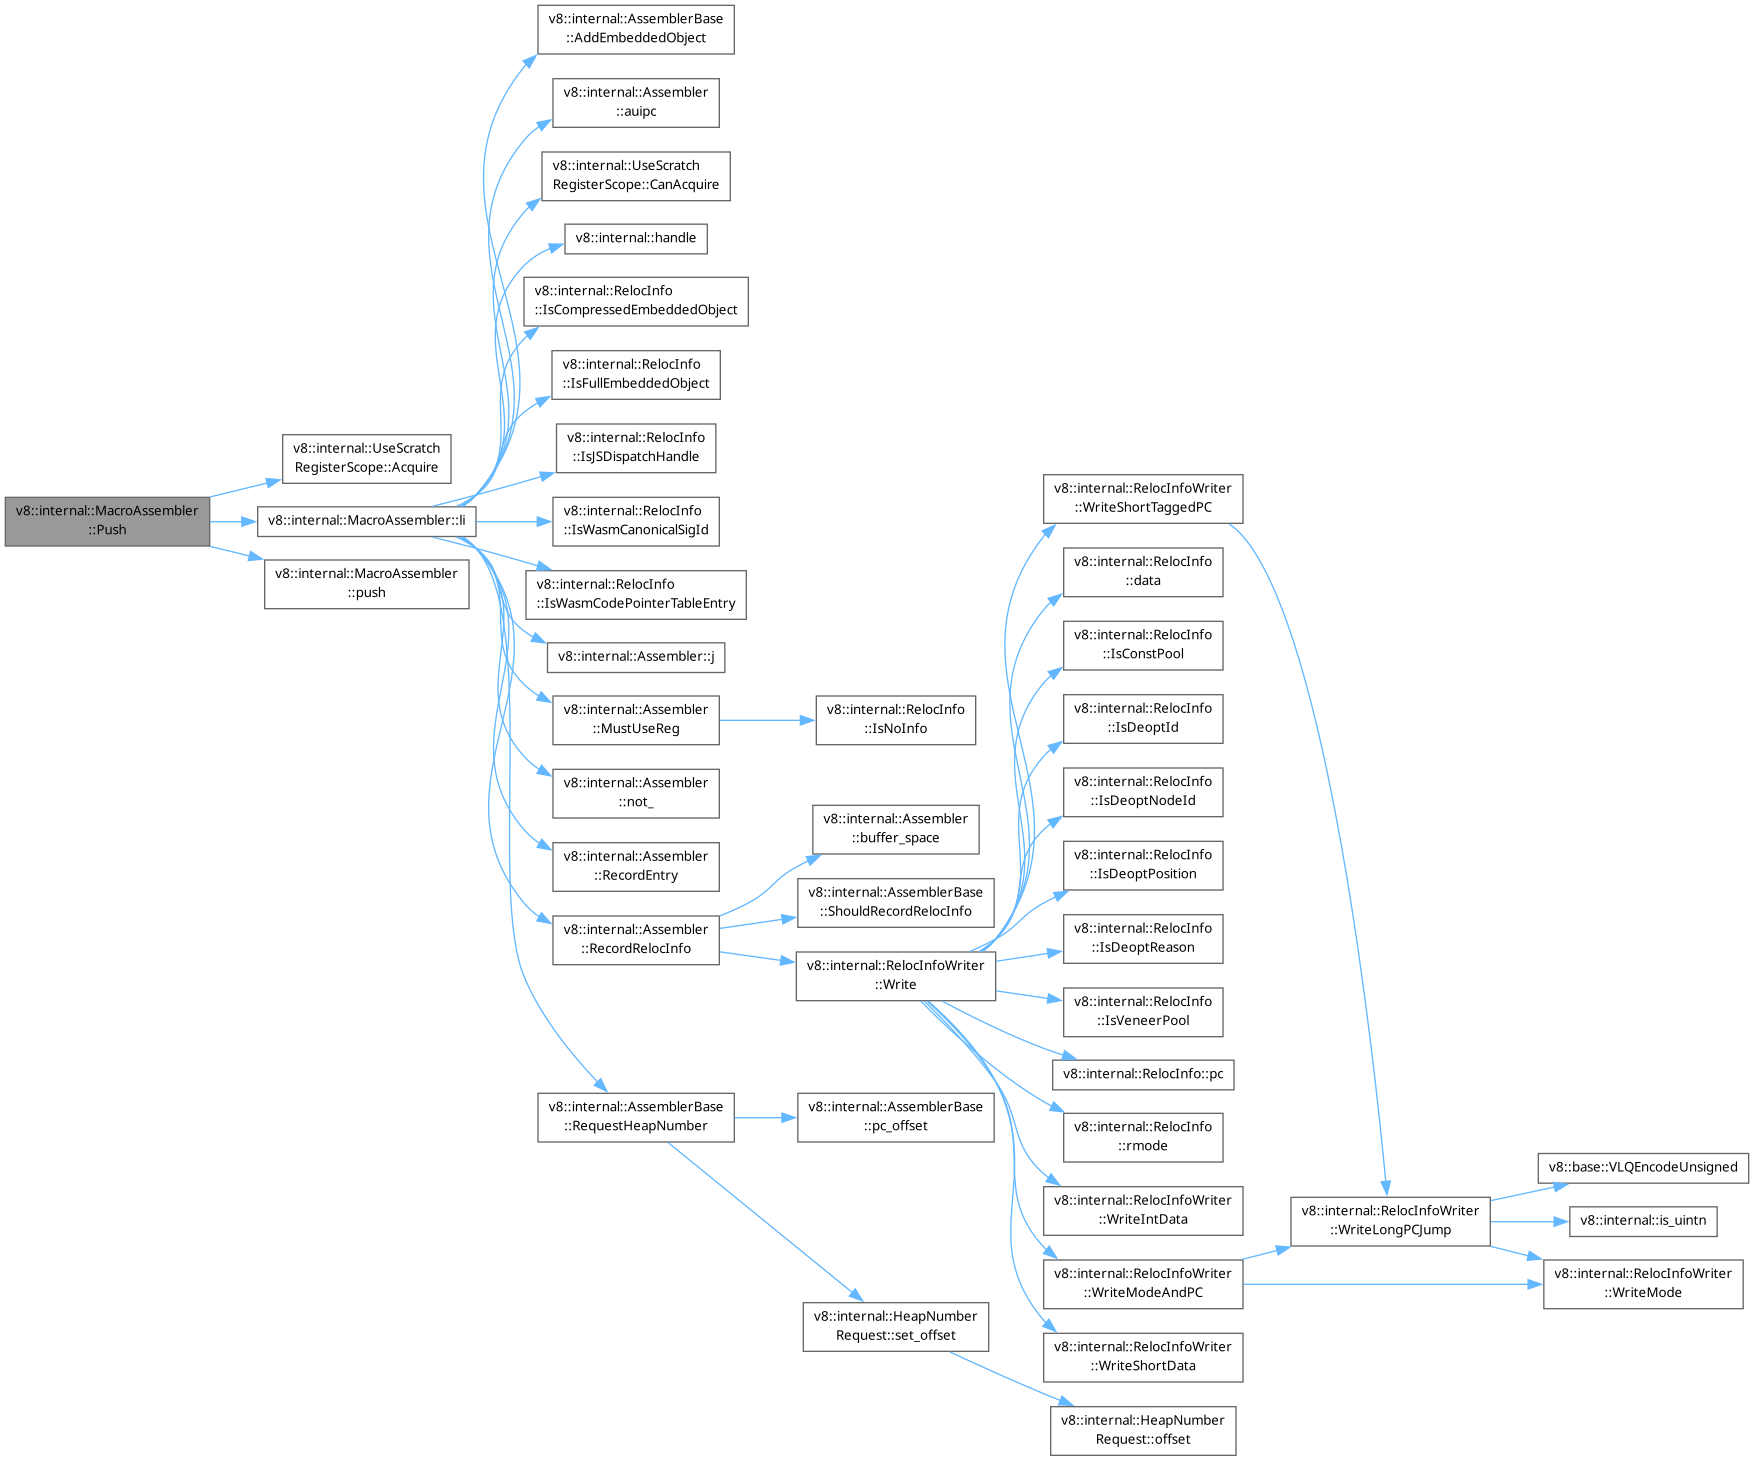 v8::internal::MacroAssembler
::Push
v8::internal::UseScratch
RegisterScope::Acquire
v8::internal::MacroAssembler::li
v8::internal::MacroAssembler
::push
v8::internal::AssemblerBase
::AddEmbeddedObject
v8::internal::Assembler
::auipc
v8::internal::UseScratch
RegisterScope::CanAcquire
v8::internal::handle
v8::internal::RelocInfo
::IsCompressedEmbeddedObject
v8::internal::RelocInfo
::IsFullEmbeddedObject
v8::internal::RelocInfo
::IsJSDispatchHandle
v8::internal::RelocInfo
::IsWasmCanonicalSigId
v8::internal::RelocInfo
::IsWasmCodePointerTableEntry
v8::internal::Assembler::j
v8::internal::Assembler
::MustUseReg
v8::internal::Assembler
::not_
v8::internal::Assembler
::RecordEntry
v8::internal::Assembler
::RecordRelocInfo
v8::internal::AssemblerBase
::RequestHeapNumber
v8::internal::RelocInfo
::IsNoInfo
v8::internal::Assembler
::buffer_space
v8::internal::AssemblerBase
::ShouldRecordRelocInfo
v8::internal::RelocInfoWriter
::Write
v8::internal::AssemblerBase
::pc_offset
v8::internal::HeapNumber
Request::set_offset
v8::internal::RelocInfoWriter
::WriteShortTaggedPC
v8::internal::RelocInfo
::data
v8::internal::RelocInfo
::IsConstPool
v8::internal::RelocInfo
::IsDeoptId
v8::internal::RelocInfo
::IsDeoptNodeId
v8::internal::RelocInfo
::IsDeoptPosition
v8::internal::RelocInfo
::IsDeoptReason
v8::internal::RelocInfo
::IsVeneerPool
v8::internal::RelocInfo::pc
v8::internal::RelocInfo
::rmode
v8::internal::RelocInfoWriter
::WriteIntData
v8::internal::RelocInfoWriter
::WriteModeAndPC
v8::internal::RelocInfoWriter
::WriteShortData
v8::internal::HeapNumber
Request::offset
v8::internal::RelocInfoWriter
::WriteLongPCJump
v8::base::VLQEncodeUnsigned
v8::internal::is_uintn
v8::internal::RelocInfoWriter
::WriteMode